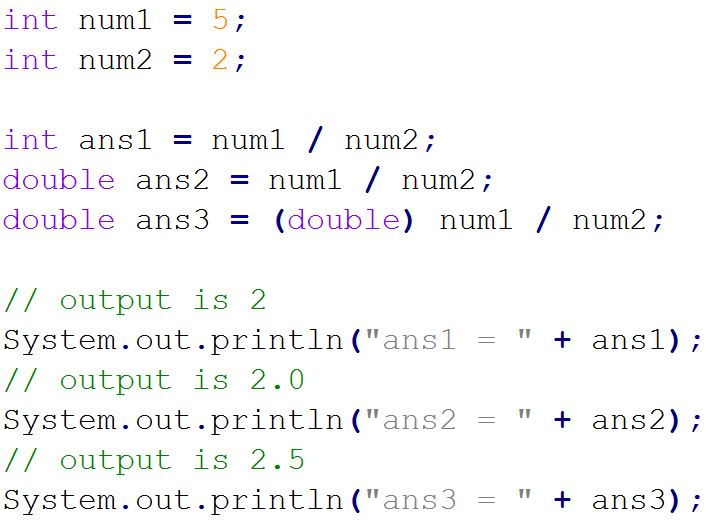 int num1 = 5;
int num2 = 2;
int ans1 = num1 / num2;
double ans2 = num1 / num2;
double ans3 = (double) num1 / num2;
// output is 2
System.out.println("ans1 = " + ans1);
// output is 2.0
System.out.println("ans2 = " + ans2);
// output is 2.5
System.out.println("ans3 = " + ans3);